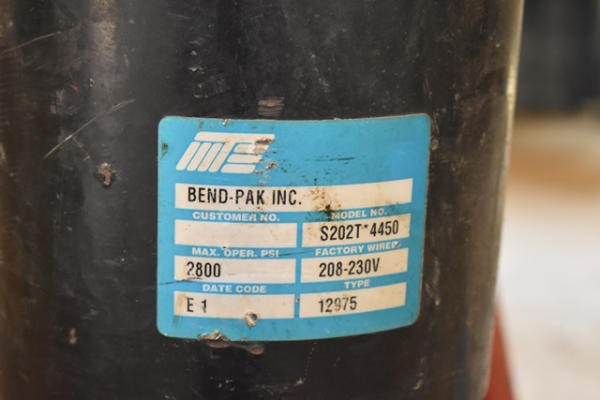 MTE
BEND-PAK INC.
CUSTOMER NO. MODEL NO.
S202T*4450
MAX. OPER. PSI FACTORY WIRED
2800 208-230V
DATE CODE TYPE
E 1 12975